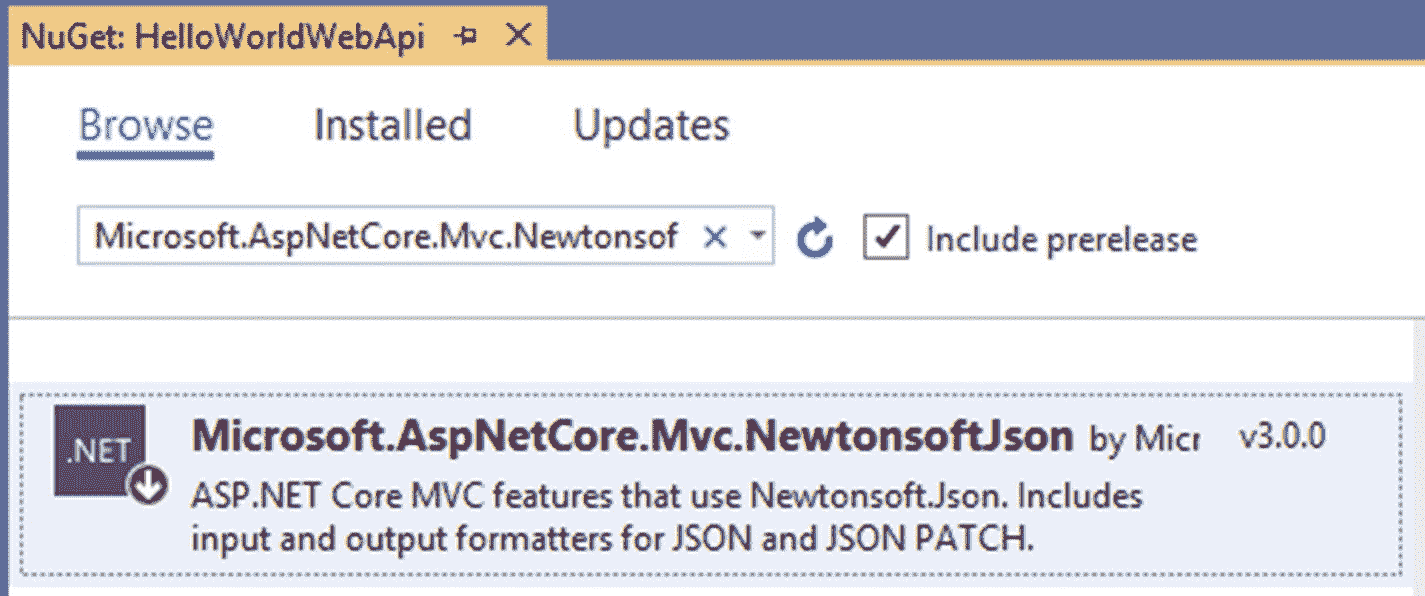 NuGet: HelloWorldWebApi
Browse Installed Updates
Microsoft.AspNetCore.Mvc.Newtonsof
Include prerelease
.NET
Microsoft.AspNetCore.Mvc.NewtonsoftJson by Micr v3.0.0
ASP.NET Core MVC features that use Newtonsoft.Json. Includes
input and output formatters for JSON and JSON PATCH.